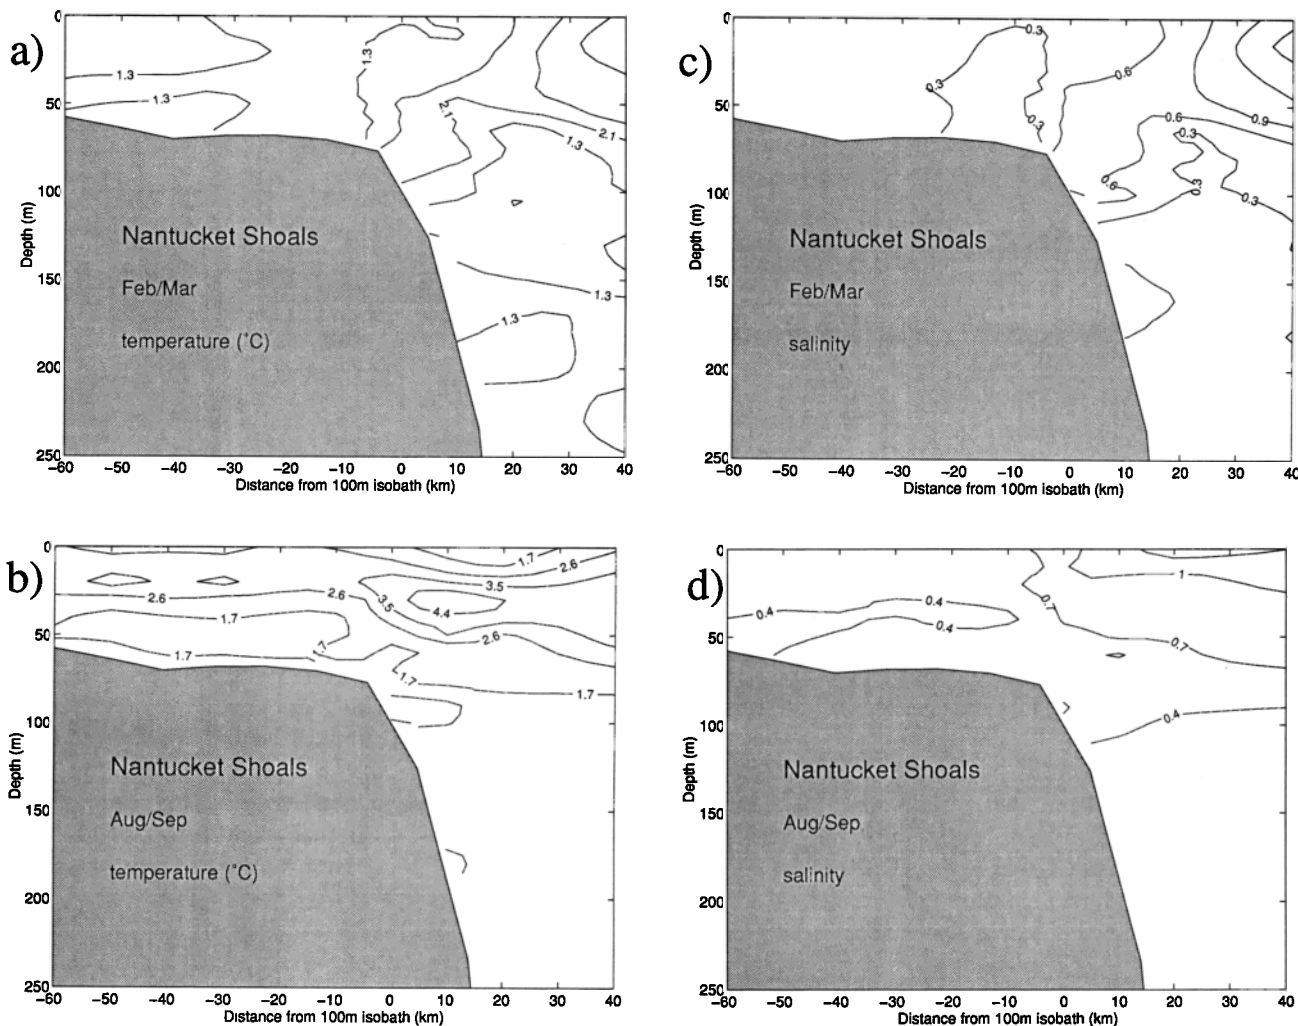 a)
0
50
100
150
200
250
Depth (m)
1.3
1.3
1.3
2.1
2.1
1.3
1.3
1.3
Nantucket Shoals
Feb/Mar
temperature (°C)
-60 -50 -40 -30 -20 -10 0 10 20 30 40
Distance from 100m isobath (km)
c)
0
50
100
150
200
250
Depth (m)
0.3
0.3
0.6
0.3
0.6
0.9
0.3
0.6
0.3
0.3
Nantucket Shoals
Feb/Mar
salinity
-60 -50 -40 -30 -20 -10 0 10 20 30 40
Distance from 100m isobath (km)
b)
0
50
100
150
200
250
Depth (m)
1.7
2.6
3.5
2.6
2.6
3.5
4.4
1.7
1.7
2.6
1.7
1.7
1.7
Nantucket Shoals
Aug/Sep
temperature (°C)
-60 -50 -40 -30 -20 -10 0 10 20 30 40
Distance from 100m isobath (km)
d)
0
50
100
150
200
250
Depth (m)
1
0.7
0.4
0.4
0.4
0.7
0.4
Nantucket Shoals
Aug/Sep
salinity
-60 -50 -40 -30 -20 -10 0 10 20 30 40
Distance from 100m isobath (km)